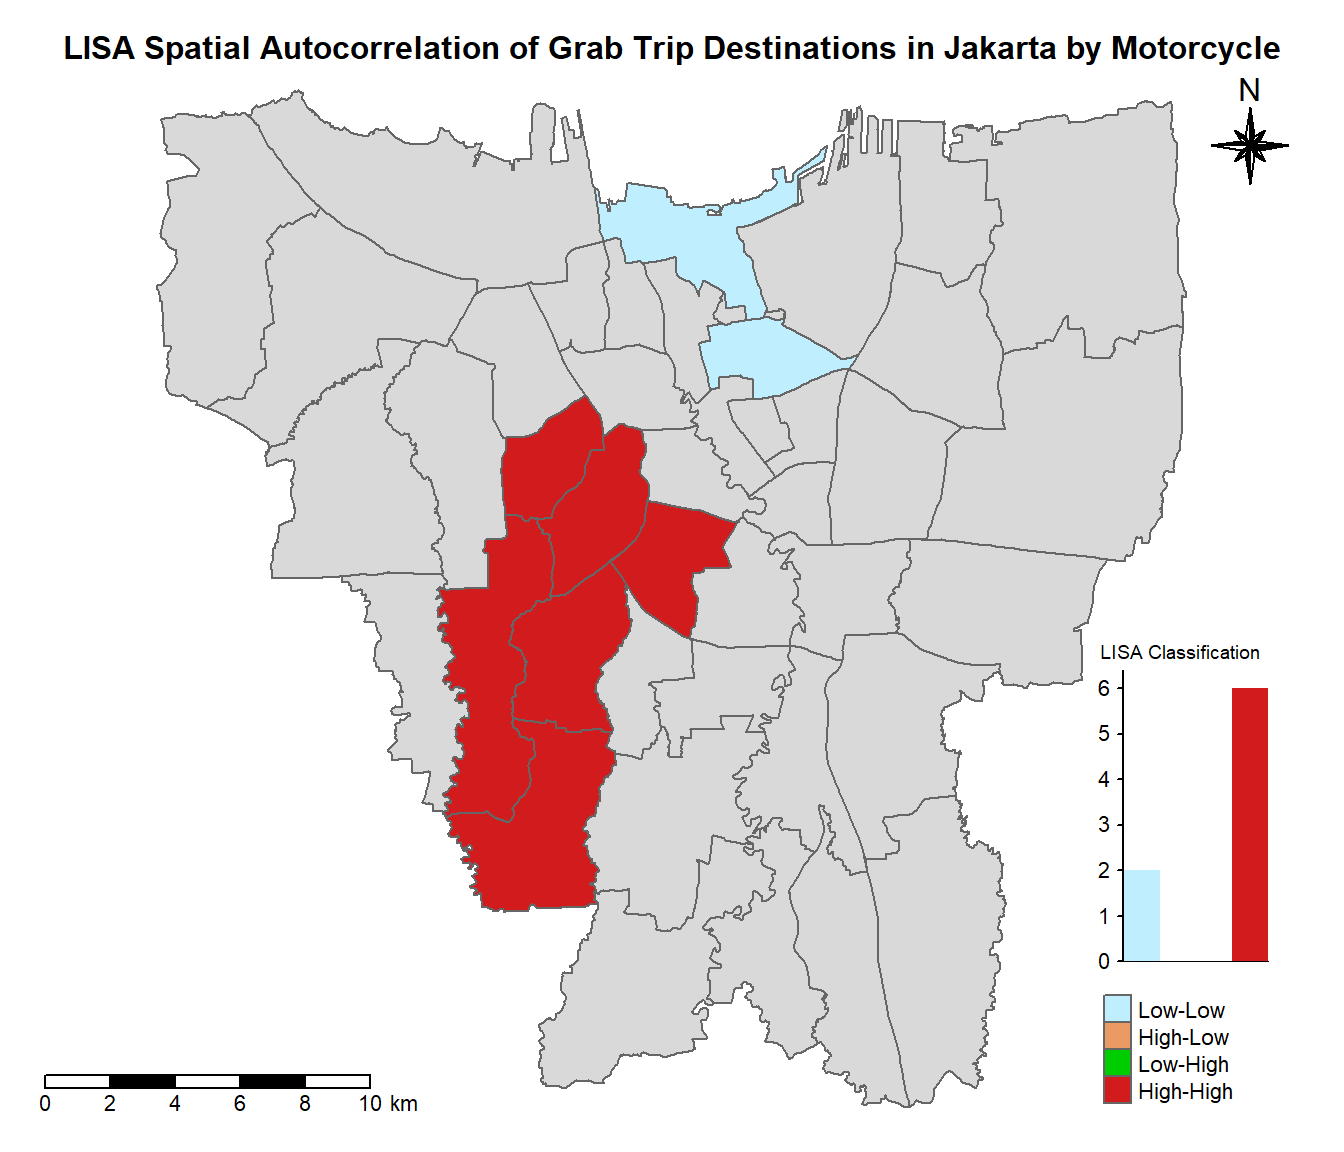 LISA Spatial Autocorrelation of Grab Trip Destinations in Jakarta by Motorcycle
N
LISA Classification
6
5
4
3
2
1
0
Low-Low
High-Low
Low-High
High-High
0 2 4 6 8 10 km